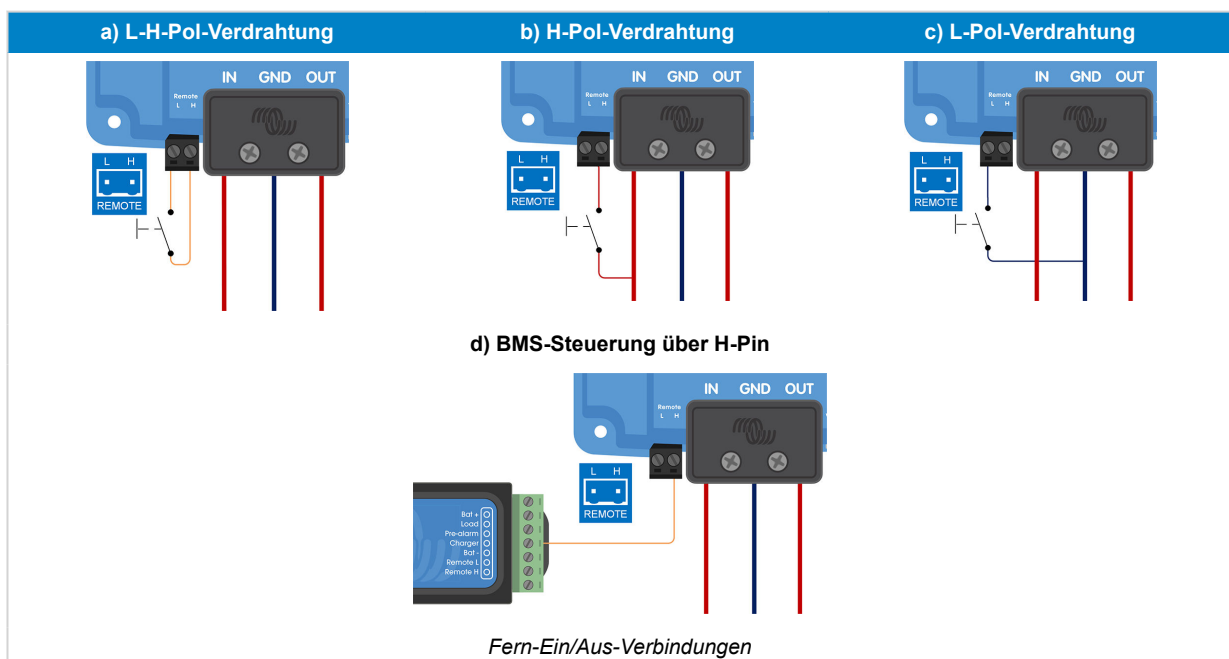 a) L-H-Pol-Verdrahtung
b) H-Pol-Verdrahtung
c) L-Pol-Verdrahtung
IN GND OUT
Remote
L H
L H
REMOTE
IN GND OUT
Remote
L H
L H
REMOTE
IN GND OUT
Remote
L H
L H
REMOTE
d) BMS-Steuerung über H-Pin
IN GND OUT
Remote
L H
L H
REMOTE
Bat +
Load
Pre-alarm
Charger
Bat -
Remote L
Remote H
Fern-Ein/Aus-Verbindungen